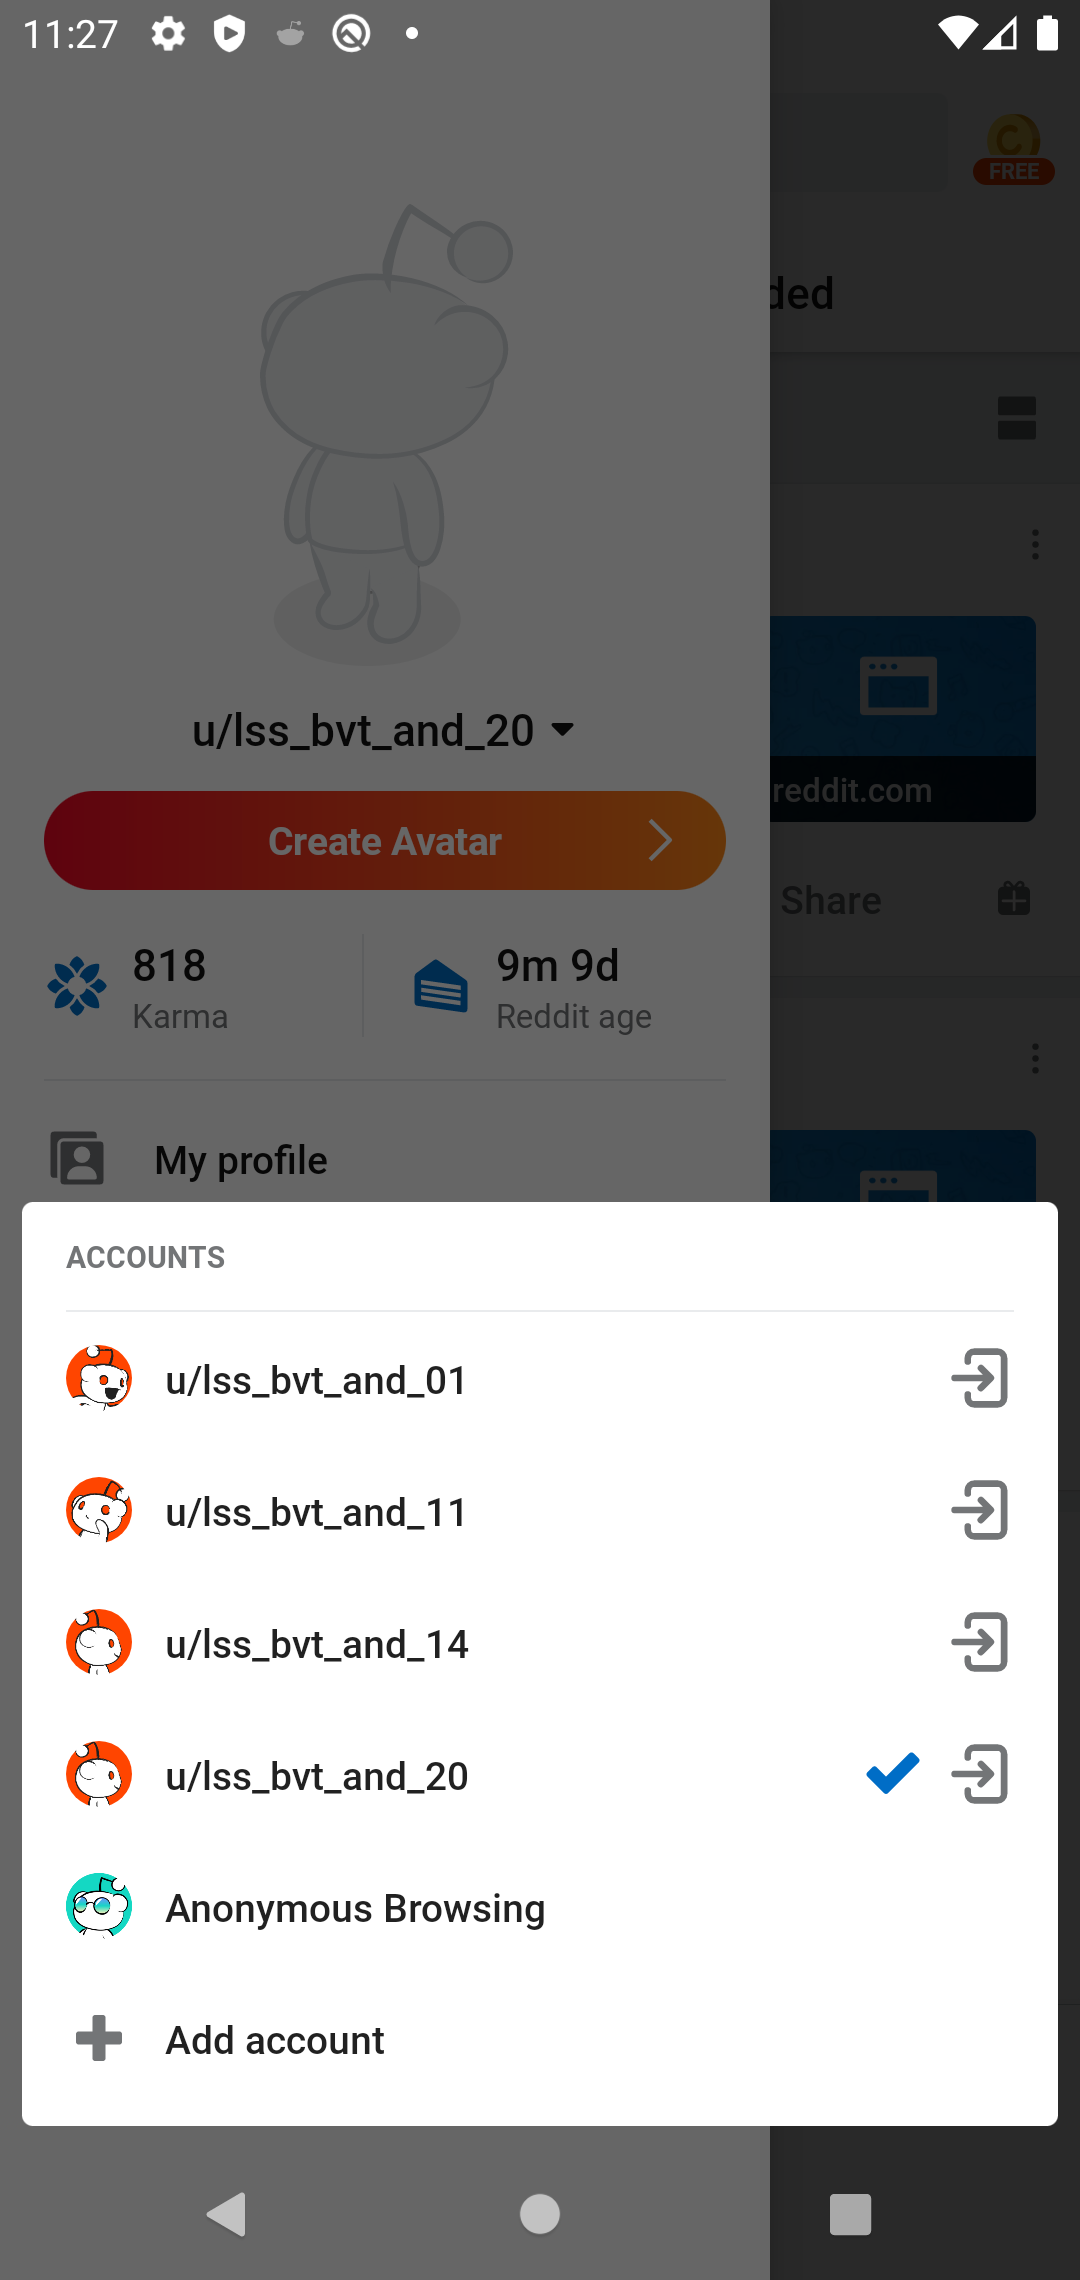 11:27
FREE
ded
reddit.com
u/lss_bvt_and_20
Create Avatar
Share
818
Karma
9m 9d
Reddit age
My profile
ACCOUNTS
u/lss_bvt_and_01
u/lss_bvt_and_11
u/lss_bvt_and_14
u/lss_bvt_and_20
Anonymous Browsing
Add account